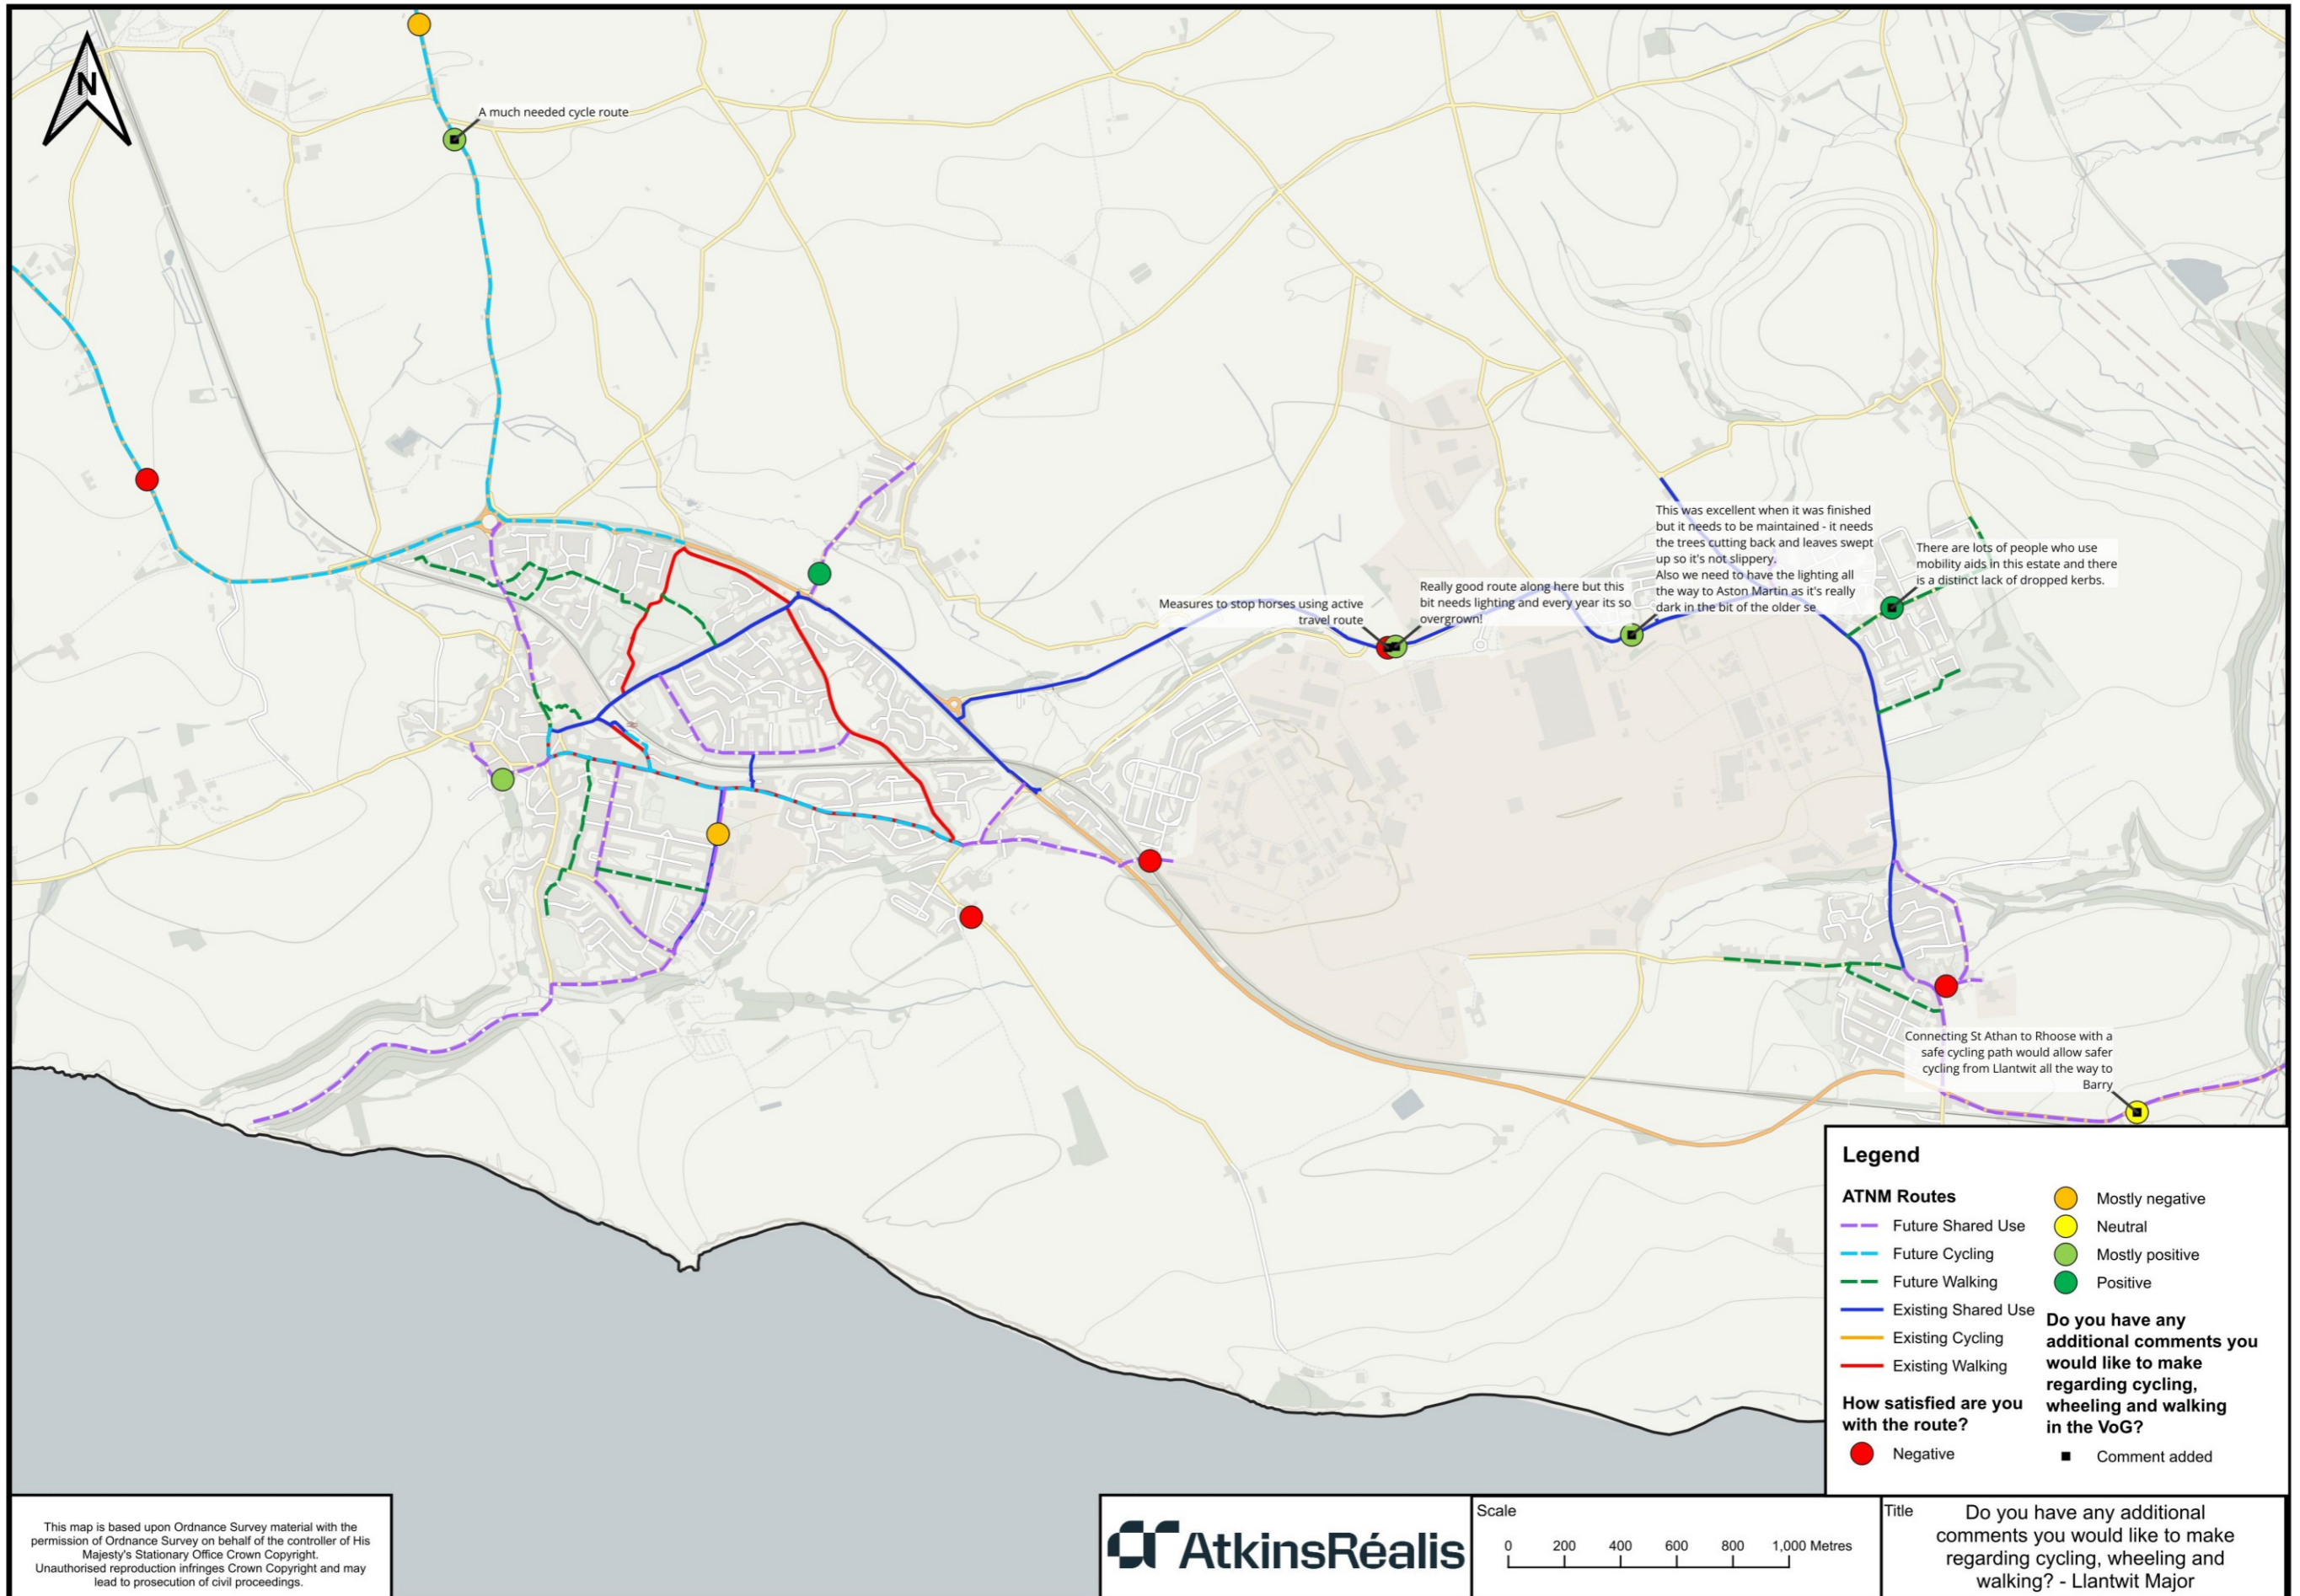 N
A much needed cycle route
This was excellent when it was finished
but it needs to be maintained - it needs
the trees cutting back and leaves swept
up so it's not slippery.
Also we need to have the lighting all
the way to Aston Martin as it's really
dark in the bit of the older se
There are lots of people who use
mobility aids in this estate and there
is a distinct lack of dropped kerbs.
Measures to stop horses using active
travel route
Really good route along here but this
bit needs lighting and every year its so
overgrown!
Connecting St Athan to Rhoose with a
safe cycling path would allow safer
cycling from Llantwit all the way to
Barry
Legend
ATNM Routes
Future Shared Use
Future Cycling
Future Walking
Existing Shared Use
Existing Cycling
Existing Walking
How satisfied are you
with the route?
Negative
Mostly negative
Neutral
Mostly positive
Positive
Do you have any
additional comments you
would like to make
regarding cycling,
wheeling and walking
in the VoG?
Comment added
This map is based upon Ordnance Survey material with the
permission of Ordnance Survey on behalf of the controller of His
Majesty's Stationary Office Crown Copyright.
Unauthorised reproduction infringes Crown Copyright and may
lead to prosecution of civil proceedings.
AtkinsRéalis
Scale
0 200 400 600 800 1,000 Metres
Title
Do you have any additional
comments you would like to make
regarding cycling, wheeling and
walking? - Llantwit Major